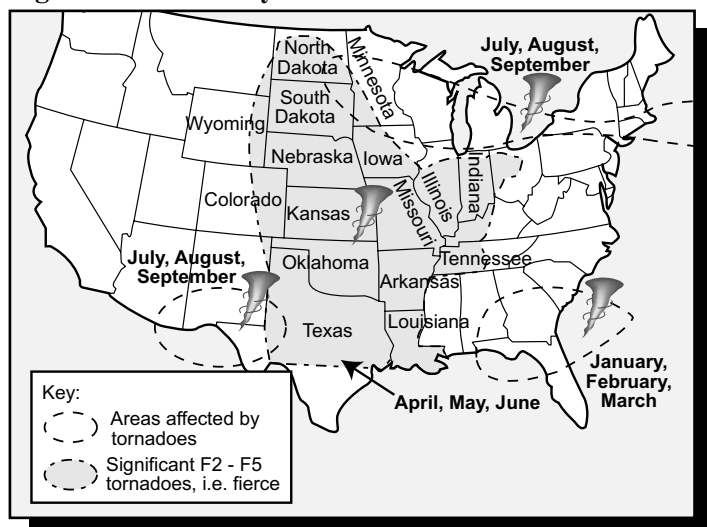 July, August,
September
North
Dakota
Minnesota
South
Dakota
Wyoming
Nebraska
Iowa
Illinois
Indiana
Colorado
Kansas
Missouri
July, August,
September
Oklahoma
Tennessee
Arkansas
Texas
Louisiana
January,
February,
March
April, May, June
Key:
Areas affected by
tornadoes
Significant F2 - F5
tornadoes, i.e. fierce